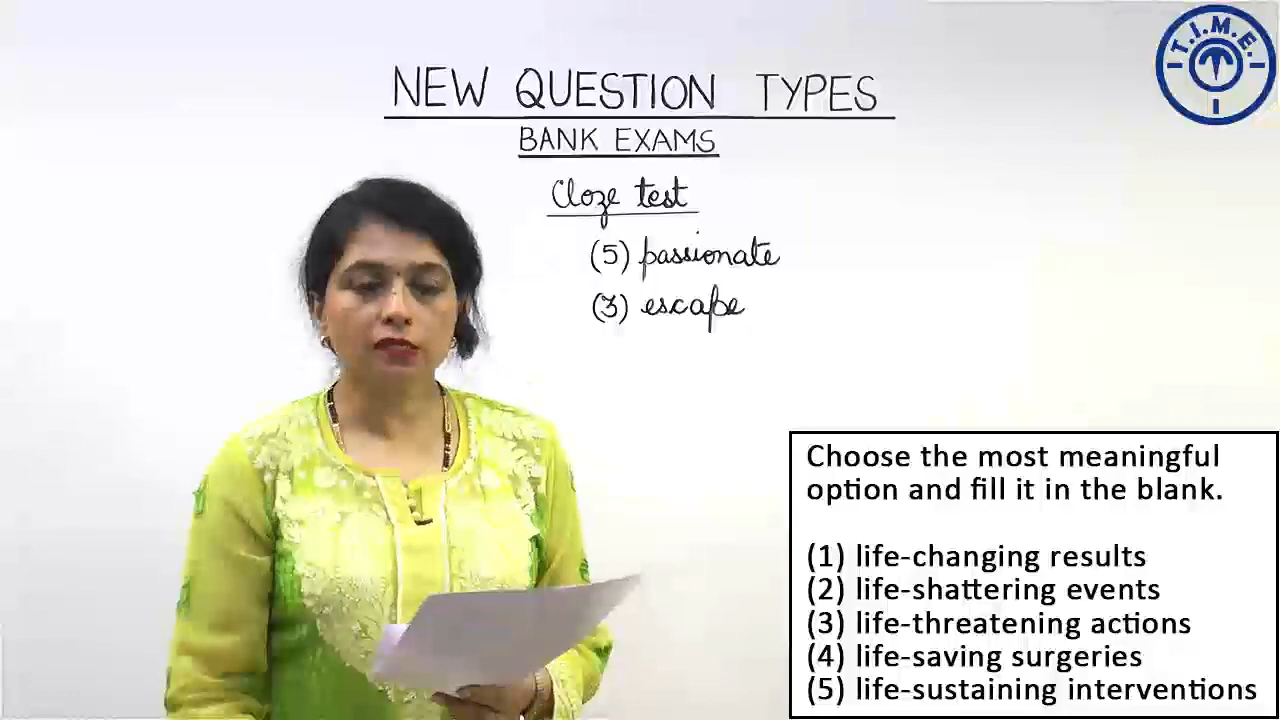 T.I.M.E.
NEW QUESTION TYPES
BANK EXAMS
Cloze test
(5) passionate
(3) escape
Choose the most meaningful
option and fill it in the blank.
(1) life-changing results
(2) life-shattering events
(3) life-threatening actions
(4) life-saving surgeries
(5) life-sustaining interventions